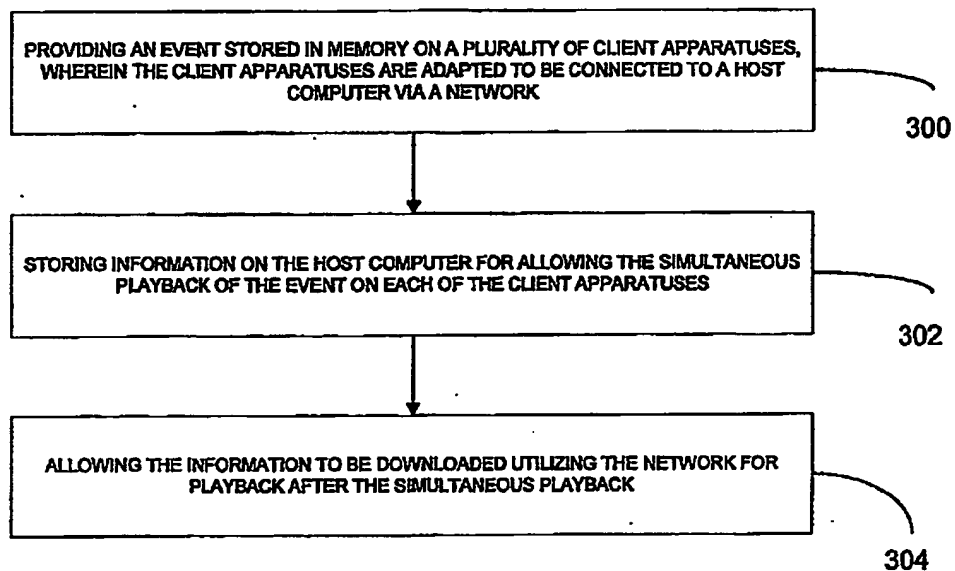 PROVIDING AN EVENT STORED IN MEMORY ON A PLURALITY OF CLIENT APPARATUSES,
WHEREIN THE CLIENT APPARATUSES ARE ADAPTED TO BE CONNECTED TO A HOST
COMPUTER VIA A NETWORK
300
STORING INFORMATION ON THE HOST COMPUTER FOR ALLOWING THE SIMULTANEOUS
PLAYBACK OF THE EVENT ON EACH OF THE CLIENT APPARATUSES
302
ALLOWING THE INFORMATION TO BE DOWNLOADED UTILIZING THE NETWORK FOR
PLAYBACK AFTER THE SIMULTANEOUS PLAYBACK
304